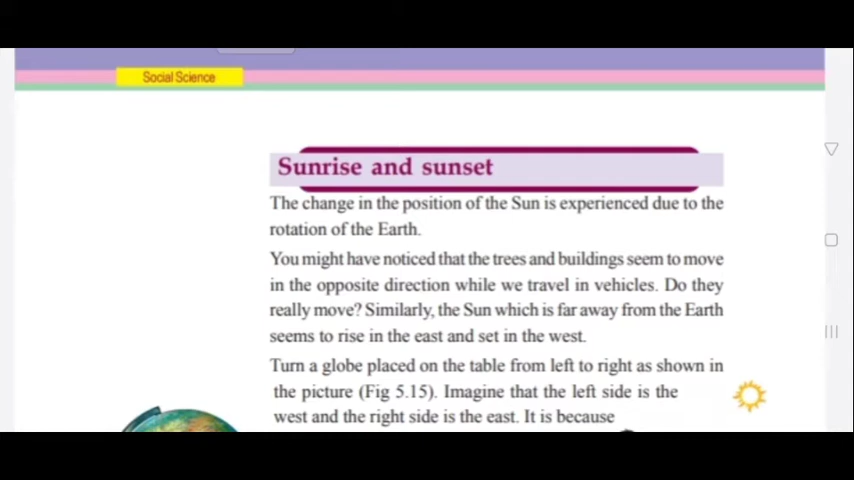 Social Science
Sunrise and sunset
The change in the position of the Sun is experienced due to the
rotation of the Earth.
You might have noticed that the trees and buildings seem to move
in the opposite direction while we travel in vehicles. Do they
really move? Similarly, the Sun which is far away from the Earth
seems to rise in the east and set in the west.
Turn a globe placed on the table from left to right as shown in
the picture (Fig 5.15). Imagine that the left side is the
west and the right side is the east. It is because